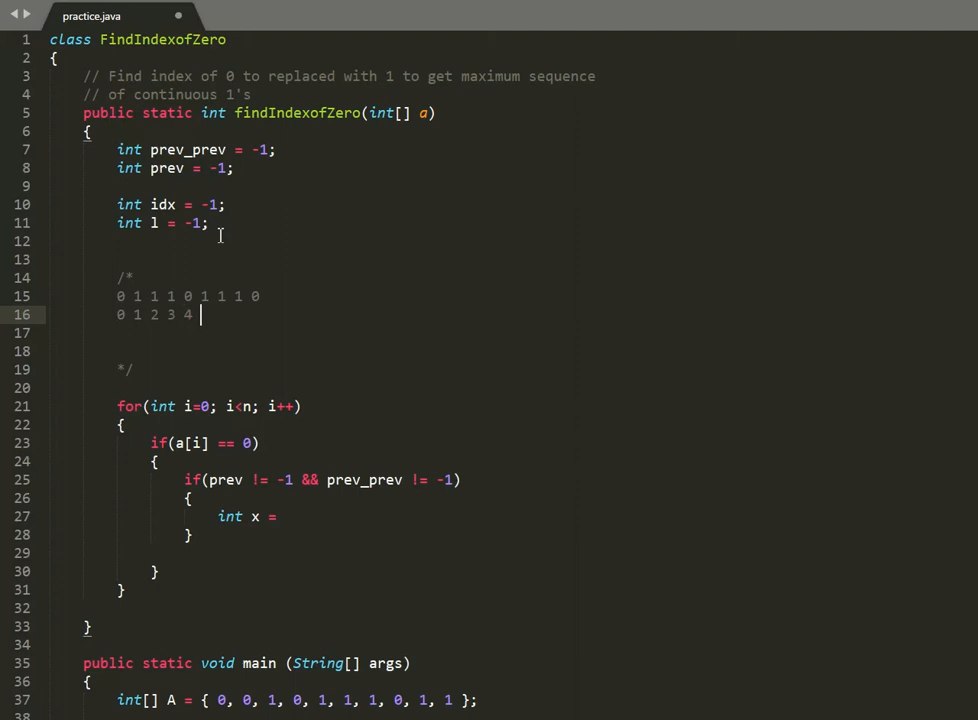 practice.java
1 class FindIndexofZero
2 {
3 // Find index of 0 to replaced with 1 to get maximum sequence
4 // of continuous 1's
5 public static int findIndexofZero(int[] a)
6 {
7 int prev_prev = -1;
8 int prev = -1;
9
10 int idx = -1;
11 int l = -1;
12
13
14 /*
15 0 1 1 1 0 1 1 1 0
16 0 1 2 3 4
17
18
19 */
20
21 for(int i=0; i<n; i++)
22 {
23 if(a[i] == 0)
24 {
25 if(prev != -1 && prev_prev != -1)
26 {
27 int x =
28 }
29
30 }
31 }
32
33 }
34
35 public static void main (String[] args)
36 {
37 int[] A = { 0, 0, 1, 0, 1, 1, 1, 0, 1, 1 };
38